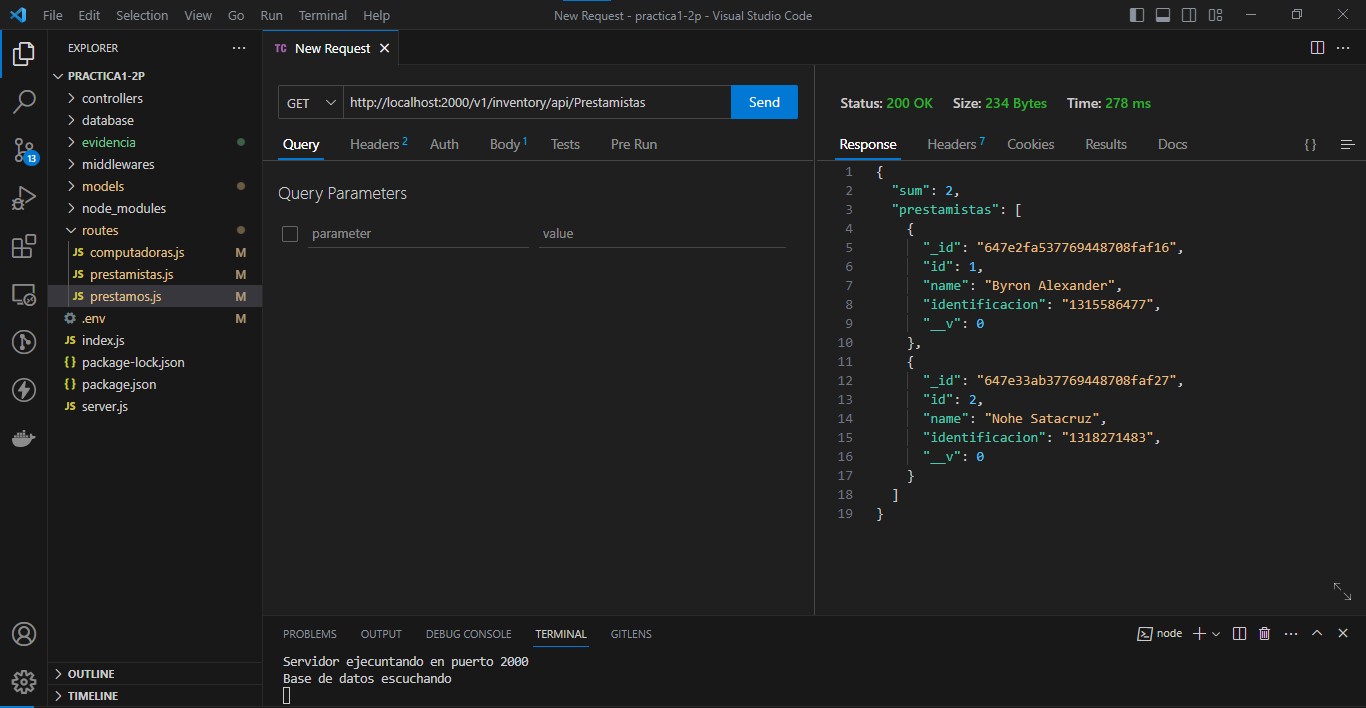 File Edit Selection View Go Run Terminal Help
New Request - practica1-2p - Visual Studio Code
EXPLORER
PRACTICA1-2P
controllers
database
evidencia
middlewares
models
node_modules
routes
JS computadoras.js M
JS prestamistas.js M
JS prestamos.js M
.env M
JS index.js
{} package-lock.json
{} package.json
JS server.js
OUTLINE
TIMELINE
13
TC New Request
GET http://localhost:2000/v1/inventory/api/Prestamistas Send
Query Headers 2 Auth Body 1 Tests Pre Run
Query Parameters
parameter value
Status: 200 OK Size: 234 Bytes Time: 278 ms
Response Headers 7 Cookies Results Docs {}
1 {
2 "sum": 2,
3 "prestamistas": [
4 {
5 "_id": "647e2fa537769448708faf16",
6 "id": 1,
7 "name": "Byron Alexander",
8 "identificacion": "1315586477",
9 "__v": 0
10 },
11 {
12 "_id": "647e33ab37769448708faf27",
13 "id": 2,
14 "name": "Nohe Satacruz",
15 "identificacion": "1318271483",
16 "__v": 0
17 }
18 ]
19 }
PROBLEMS OUTPUT DEBUG CONSOLE TERMINAL GITLENS
node
Servidor ejecuntando en puerto 2000
Base de datos escuchando